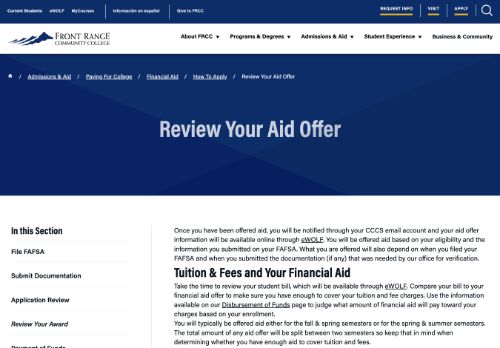 Current Students eWOLF MyCourses Información en español Give to FRCC REQUEST INFO VISIT APPLY
FRONT RANGE
COMMUNITY COLLEGE
About FRCC ▼ Programs & Degrees ▼ Admissions & Aid ▼ Student Experience ▼ Business & Community
/ Admissions & Aid / Paying For College / Financial Aid / How To Apply / Review Your Aid Offer
Review Your Aid Offer
In this Section
File FAFSA
Submit Documentation
Application Review
Review Your Award
Payment of Funds
Once you have been offered aid, you will be notified through your CCCS email account and your aid offer
information will be available online through eWOLF. You will be offered aid based on your eligibility and the
information you submitted on your FAFSA. What you are offered will also depend on when you filed your
FAFSA and when you submitted the documentation (if any) that was needed by our office for verification.
Tuition & Fees and Your Financial Aid
Take the time to review your student bill, which will be available through eWOLF. Compare your bill to your
financial aid offer to make sure you have enough to cover your tuition and fee charges. Use the information
available on our Disbursement of Funds page to judge what amount of financial aid will pay toward your
charges based on your enrollment.
You will typically be offered aid either for the fall & spring semesters or for the spring & summer semesters.
The total amount of any aid offer will be split between two semesters so keep that in mind when
determining whether you have enough aid to cover tuition and fees.